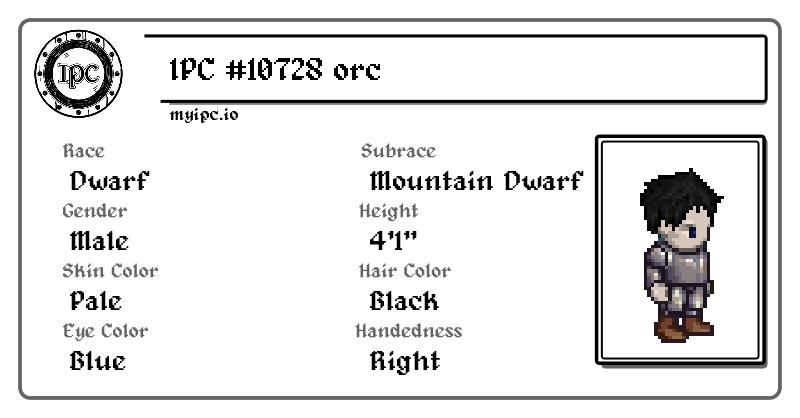 IPC
IPC #10728 orc
myipc.io
Race
Dwarf
Subrace
Mountain Dwarf
Gender
Male
Height
4'1"
Skin Color
Pale
Hair Color
Black
Eye Color
Blue
Handedness
Right